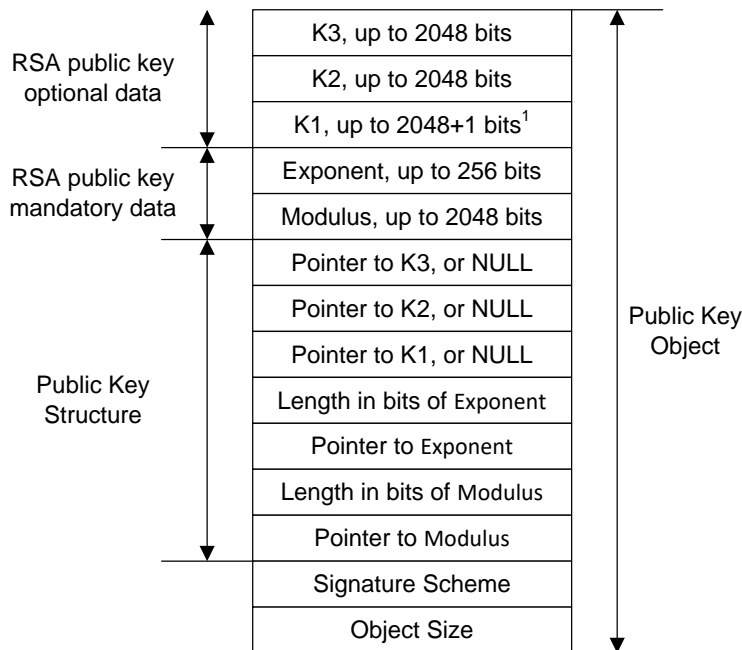 RSA public key
optional data
K3, up to 2048 bits
K2, up to 2048 bits
K1, up to 2048+1 bits¹
RSA public key
mandatory data
Exponent, up to 256 bits
Modulus, up to 2048 bits
Public Key
Structure
Pointer to K3, or NULL
Pointer to K2, or NULL
Pointer to K1, or NULL
Length in bits of Exponent
Pointer to Exponent
Length in bits of Modulus
Pointer to Modulus
Signature Scheme
Object Size
Public Key
Object